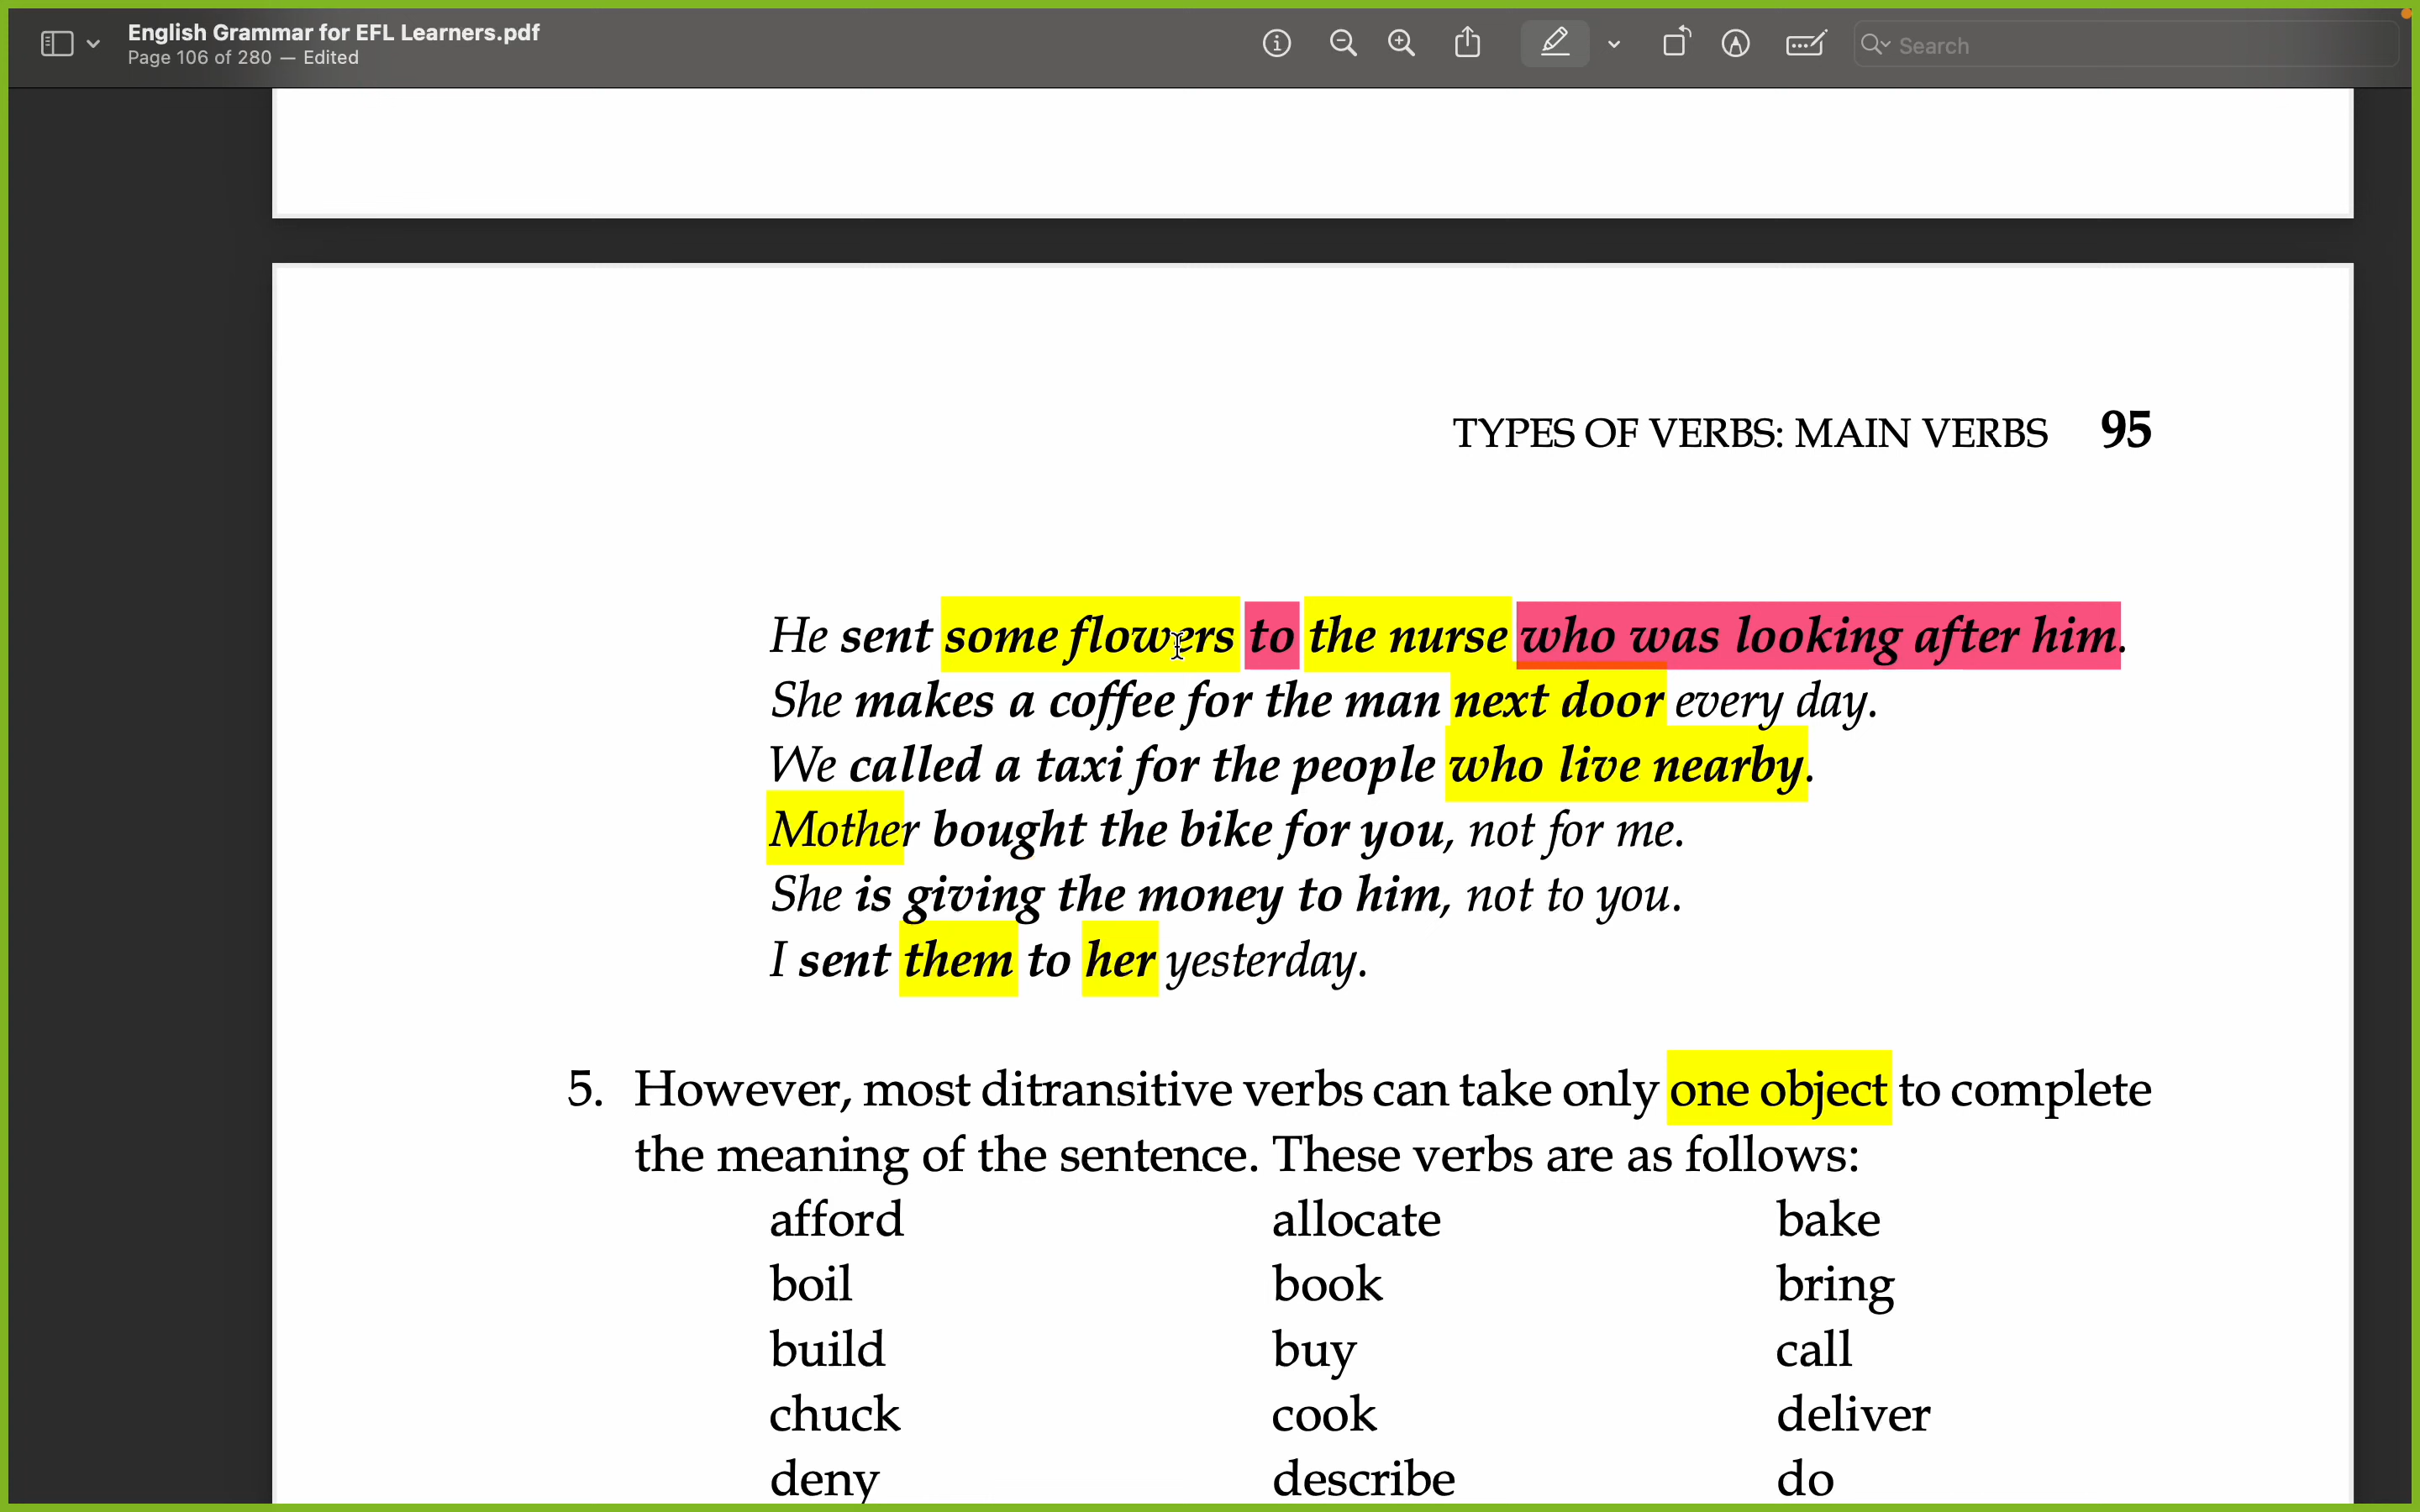 English Grammar for EFL Learners.pdf
Page 106 of 280 — Edited
Search
TYPES OF VERBS: MAIN VERBS 95
He sent some flowers to the nurse who was looking after him.
She makes a coffee for the man next door every day.
We called a taxi for the people who live nearby.
Mother bought the bike for you, not for me.
She is giving the money to him, not to you.
I sent them to her yesterday.
5. However, most ditransitive verbs can take only one object to complete
the meaning of the sentence. These verbs are as follows:
afford allocate bake
boil book bring
build buy call
chuck cook deliver
deny describe do